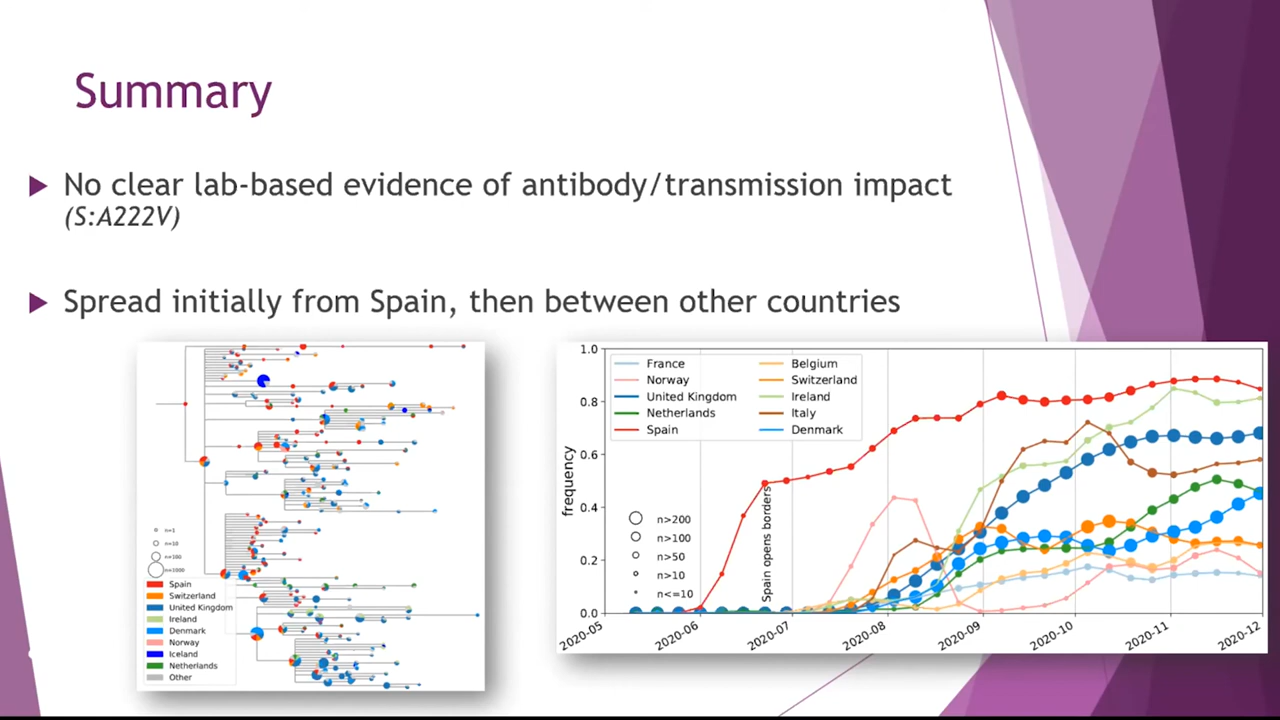 Summary
No clear lab-based evidence of antibody/transmission impact
(S:A222V)
Spread initially from Spain, then between other countries
n=1
n=10
n=100
n=1000
Spain
Switzerland
United Kingdom
Ireland
Denmark
Norway
Iceland
Netherlands
Other
1.0
0.8
0.6
0.4
0.2
0.0
frequency
France
Norway
United Kingdom
Netherlands
Spain
Belgium
Switzerland
Ireland
Italy
Denmark
n>200
n>100
n>50
n>10
n<=10
Spain opens borders
2020-05
2020-06
2020-07
2020-08
2020-09
2020-10
2020-11
2020-12